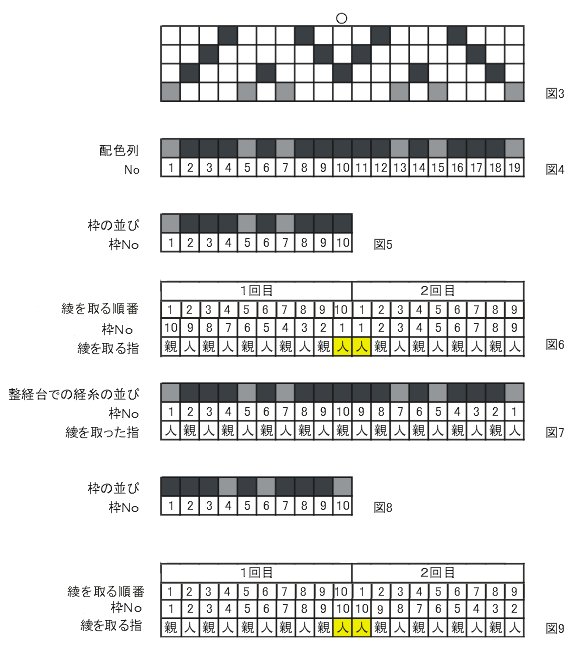 図3
配色列
No 1 2 3 4 5 6 7 8 9 10 11 12 13 14 15 16 17 18 19 図4
枠の並び
枠No 1 2 3 4 5 6 7 8 9 10 図5
1回目 2回目
綾を取る順番 1 2 3 4 5 6 7 8 9 10 1 2 3 4 5 6 7 8 9
枠No 10 9 8 7 6 5 4 3 2 1 1 2 3 4 5 6 7 8 9
綾を取る指 親 人 親 人 親 人 親 人 親 人 人 親 人 親 人 親 人 親 人 図6
整経台での経糸の並び
枠No 1 2 3 4 5 6 7 8 9 10 9 8 7 6 5 4 3 2 1
綾を取った指 人 親 人 親 人 親 人 親 人 親 人 親 人 親 人 親 人 親 人 図7
枠の並び
枠No 1 2 3 4 5 6 7 8 9 10 図8
1回目 2回目
綾を取る順番 1 2 3 4 5 6 7 8 9 10 1 2 3 4 5 6 7 8 9
枠No 1 2 3 4 5 6 7 8 9 10 10 9 8 7 6 5 4 3 2
綾を取る指 親 人 親 人 親 人 親 人 親 人 人 親 人 親 人 親 人 親 人 図9